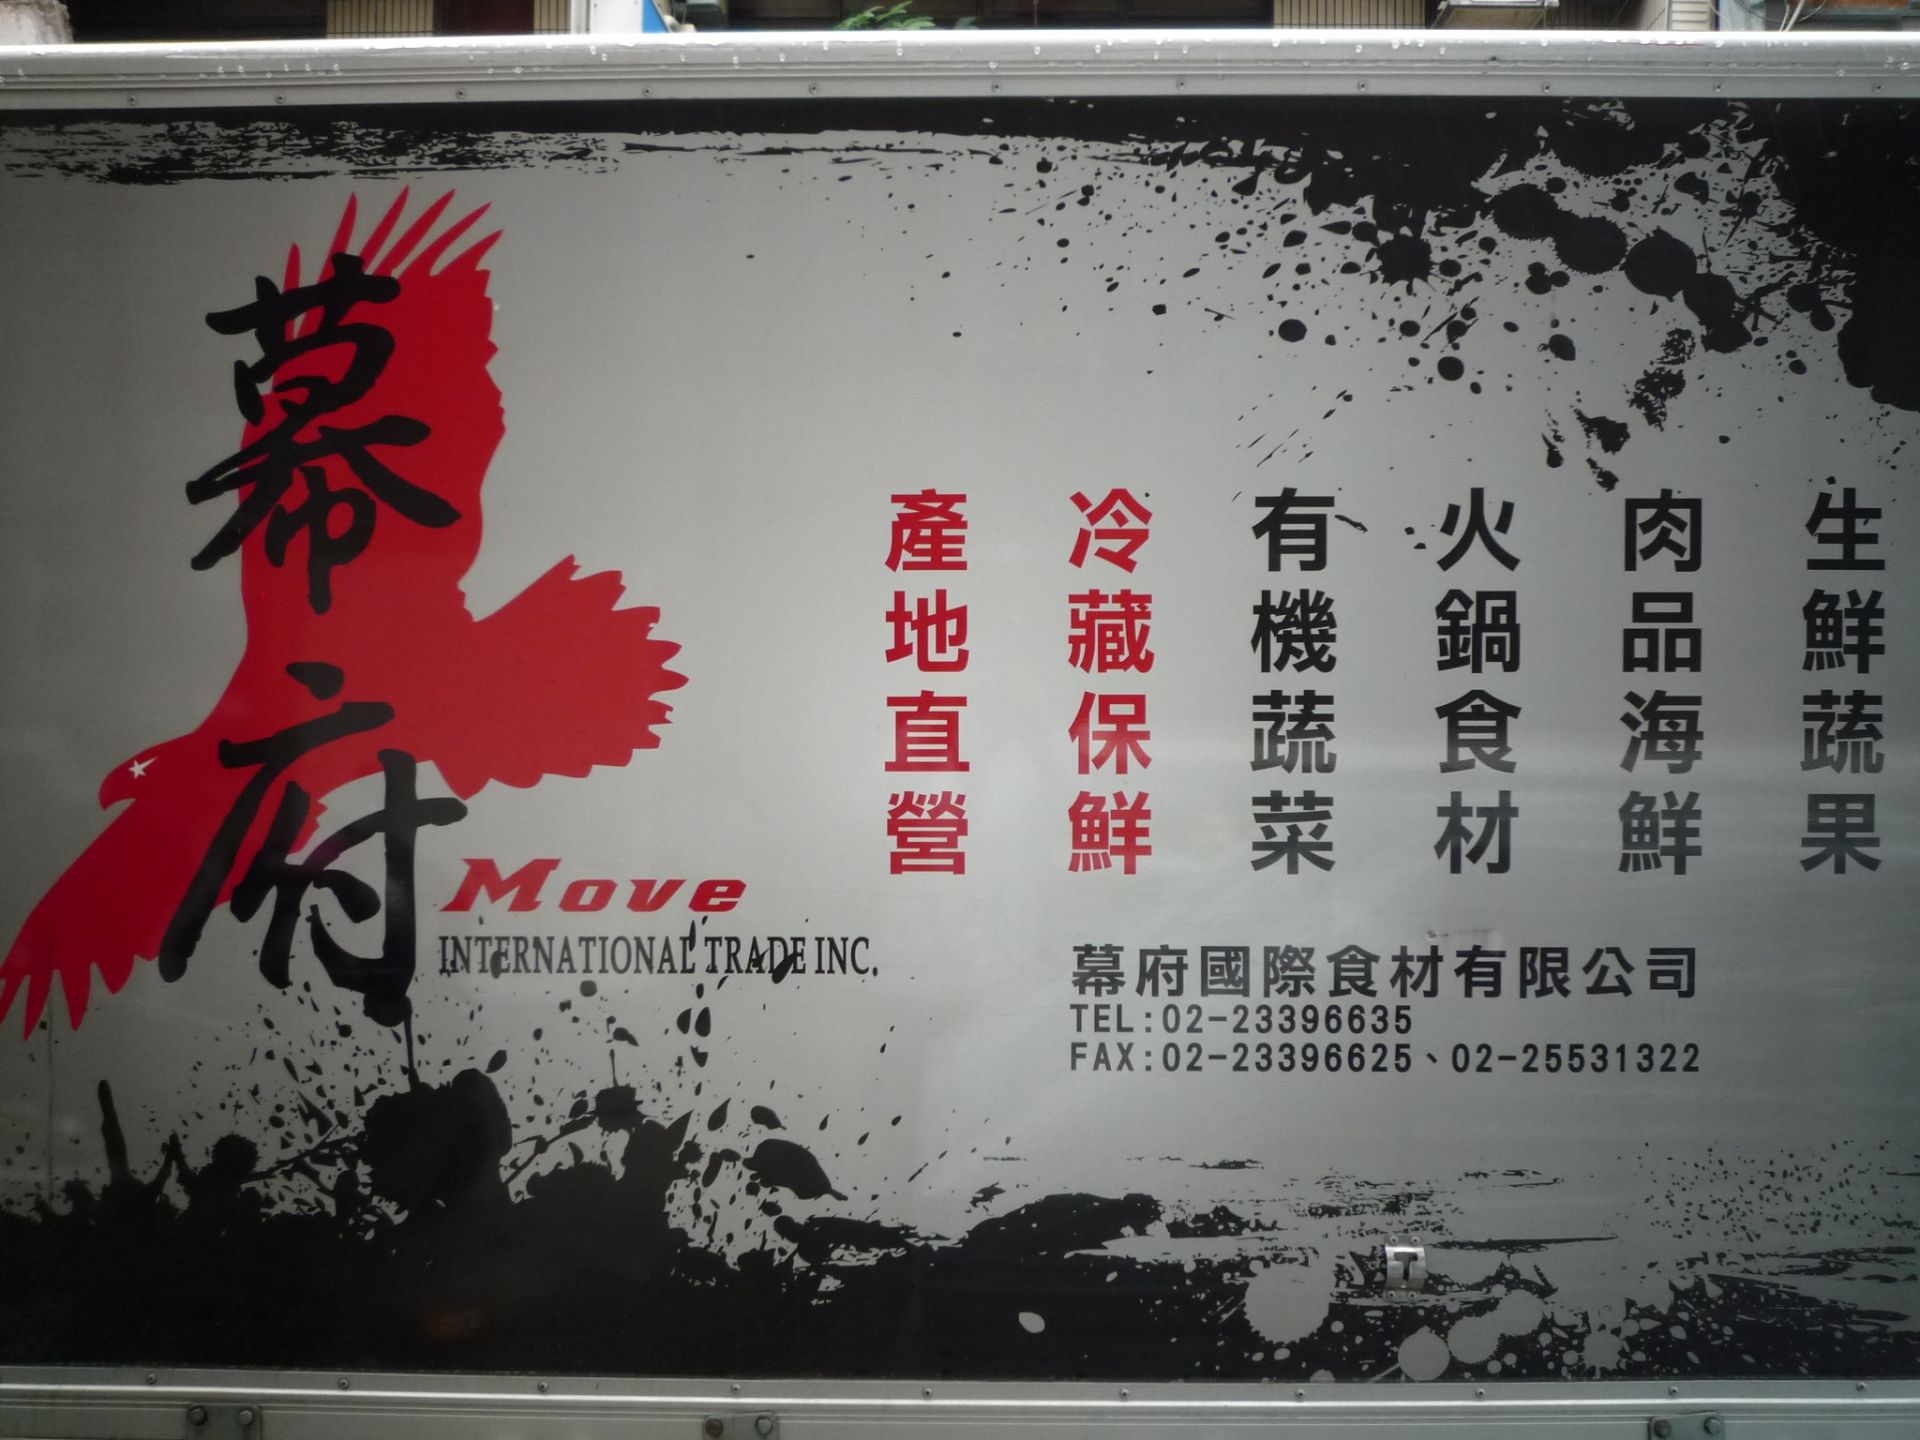 幕府
Move
INTERNATIONAL TRADE INC.
生鮮蔬果
肉品海鮮
火鍋食材
有機蔬菜
冷藏保鮮
產地直營
幕府國際食材有限公司
TEL:02-23396635
FAX:02-23396625、02-25531322